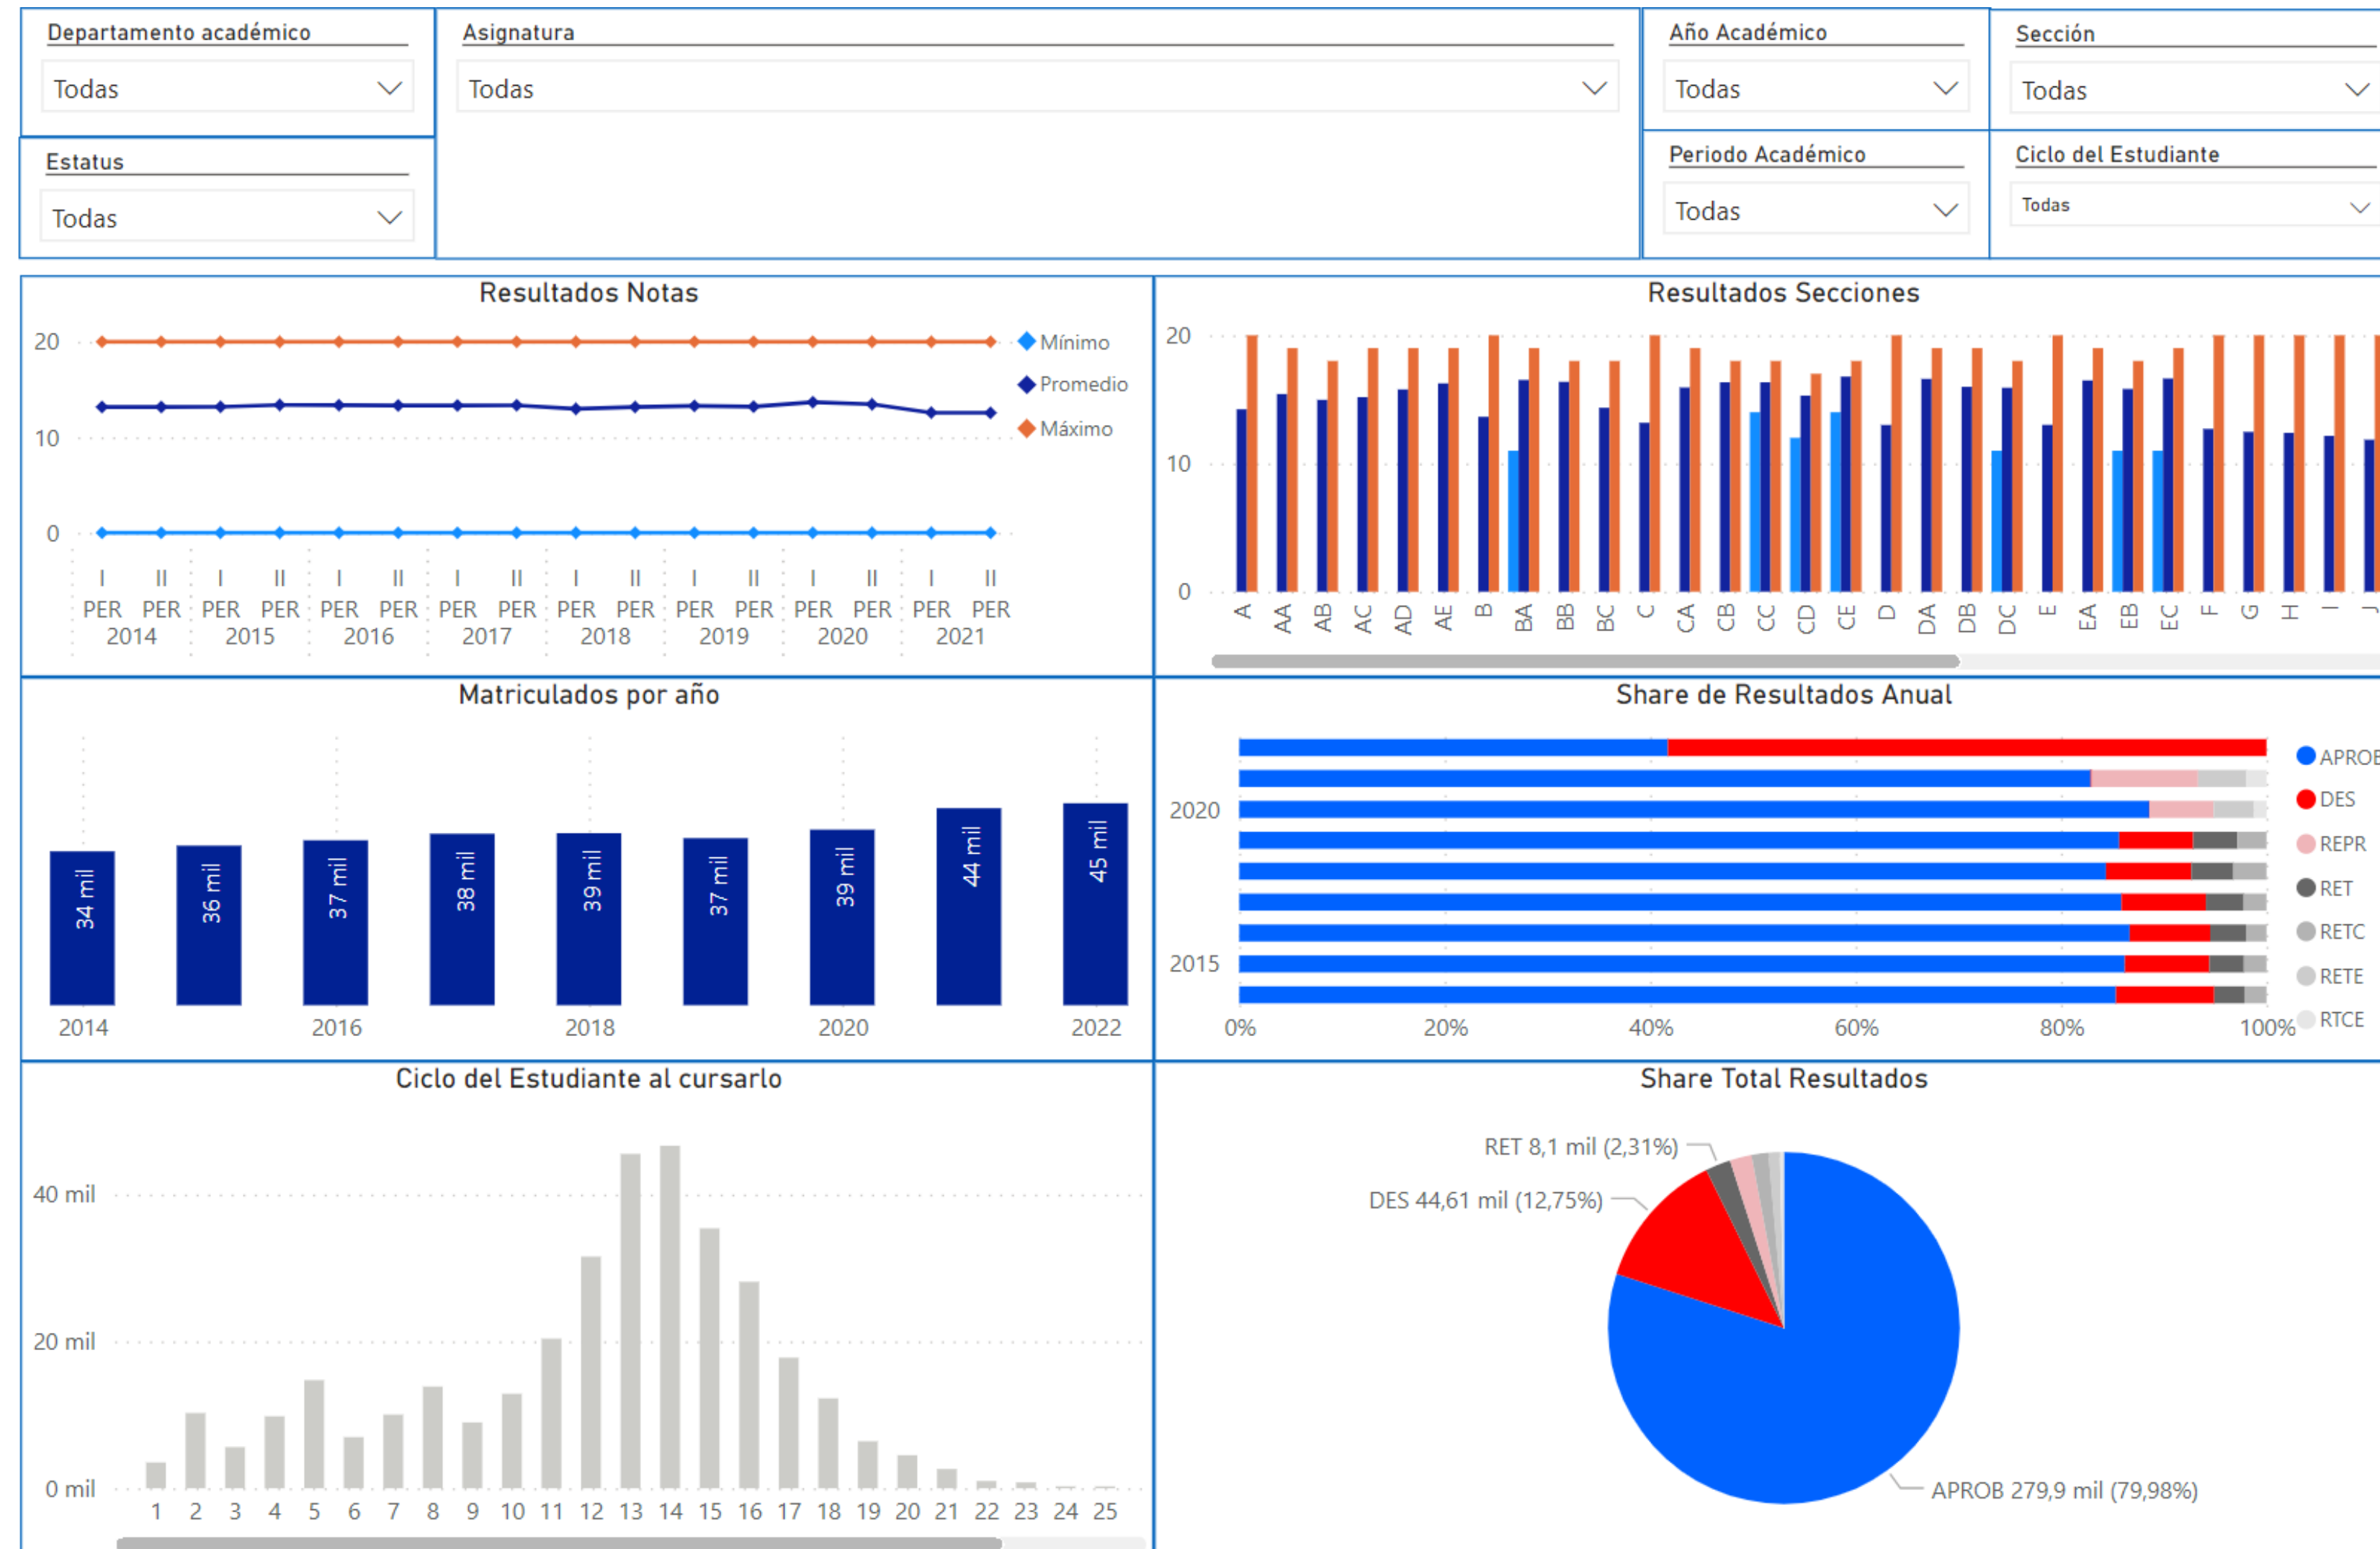 Departamento académico
Todas
Asignatura
Todas
Año Académico
Todas
Sección
Todas
Estatus
Todas
Periodo Académico
Todas
Ciclo del Estudiante
Todas
Resultados Notas
20
10
0
I II I II I II I II I II I II I II I II
PER PER PER PER PER PER PER PER PER PER PER PER PER PER PER PER
2014 2015 2016 2017 2018 2019 2020 2021
Mínimo
Promedio
Máximo
Resultados Secciones
20
10
0
A AA AB AC AD AE B BA BB BC C CA CB CC CD CE D DA DB DC E EA EB EC F G H I J
Matriculados por año
34 mil 36 mil 37 mil 38 mil 39 mil 37 mil 39 mil 44 mil 45 mil
2014 2016 2018 2020 2022
Share de Resultados Anual
2020
2015
0% 20% 40% 60% 80% 100%
APROB
DES
REPR
RET
RETC
RETE
RTCE
Ciclo del Estudiante al cursarlo
40 mil
20 mil
0 mil
1 2 3 4 5 6 7 8 9 10 11 12 13 14 15 16 17 18 19 20 21 22 23 24 25
Share Total Resultados
RET 8,1 mil (2,31%)
DES 44,61 mil (12,75%)
APROB 279,9 mil (79,98%)